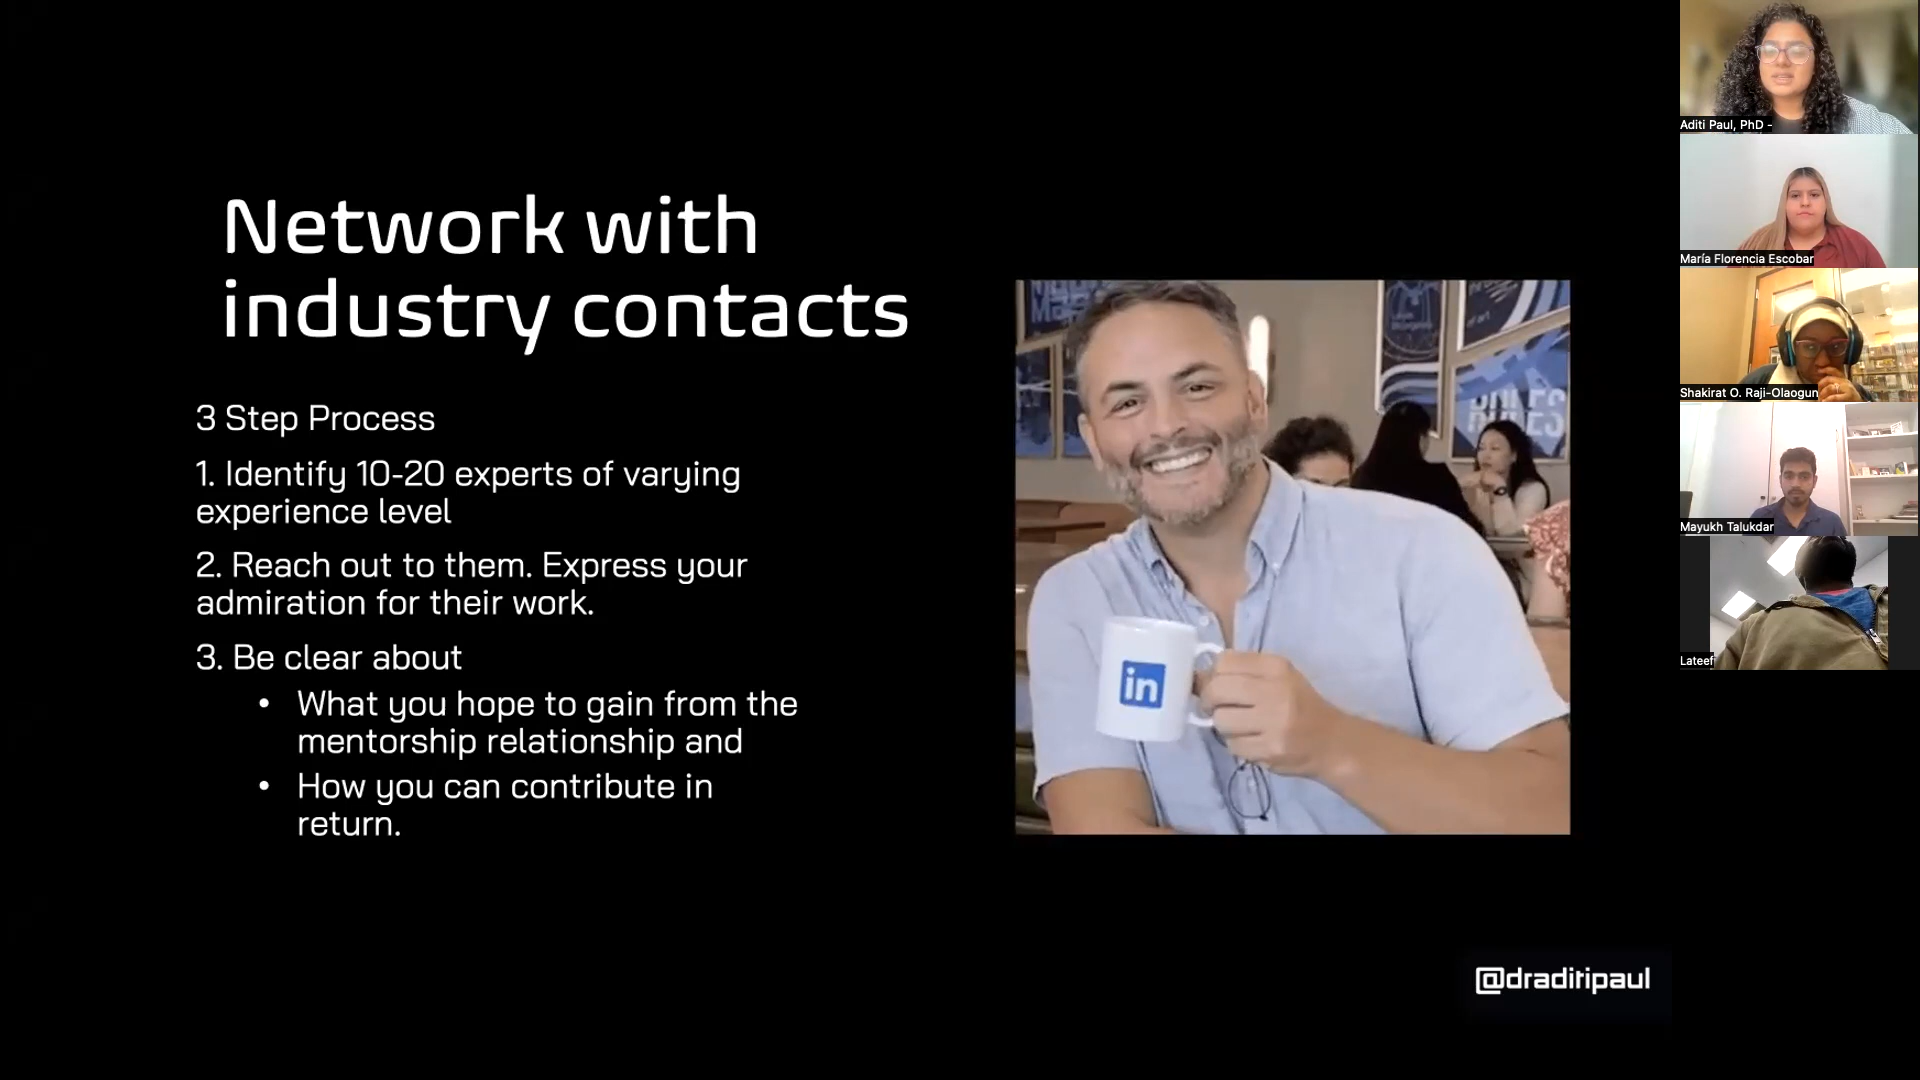 Network with
industry contacts
3 Step Process
1. Identify 10-20 experts of varying
experience level
2. Reach out to them. Express your
admiration for their work.
3. Be clear about
• What you hope to gain from the
mentorship relationship and
• How you can contribute in
return.
in
@draditipaul
Aditi Paul, PhD -
María Florencia Escobar
Shakirat O. Raji-Olaogun
Mayukh Talukdar
Lateef